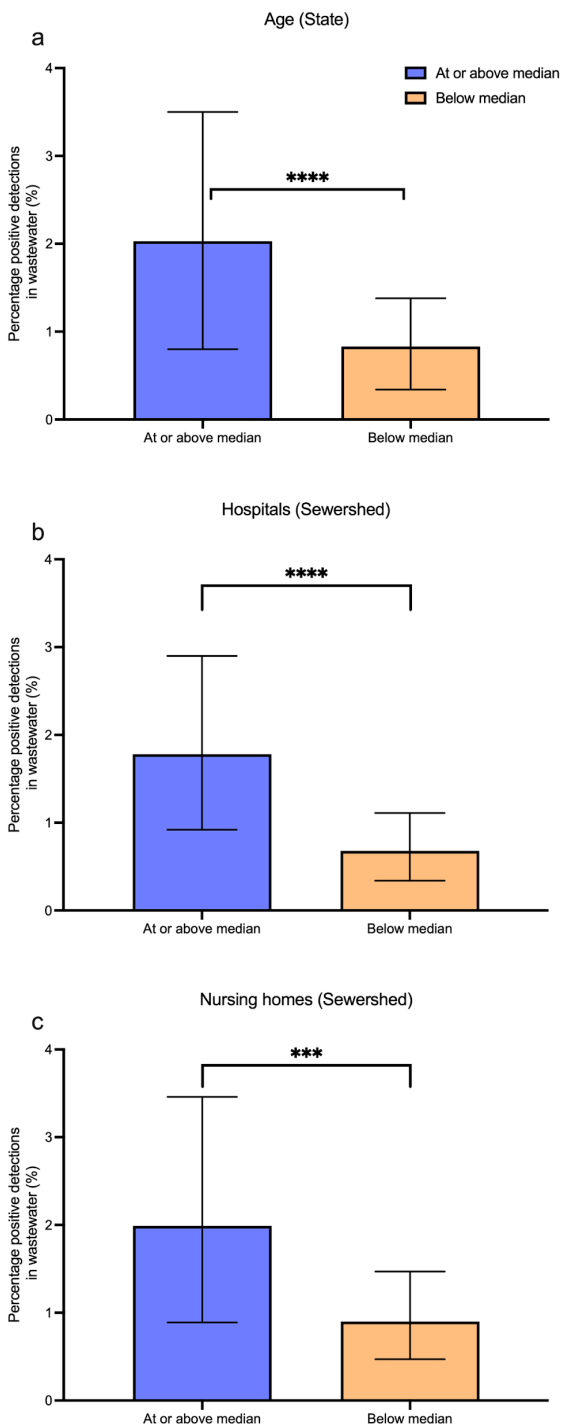 Age (State)
a
At or above median
Below median
****
Percentage positive detections
in wastewater (%)
4
3
2
1
0
At or above median
Below median
Hospitals (Sewershed)
b
****
Percentage positive detections
in wastewater (%)
4
3
2
1
0
At or above median
Below median
Nursing homes (Sewershed)
c
***
Percentage positive detections
in wastewater (%)
4
3
2
1
0
At or above median
Below median